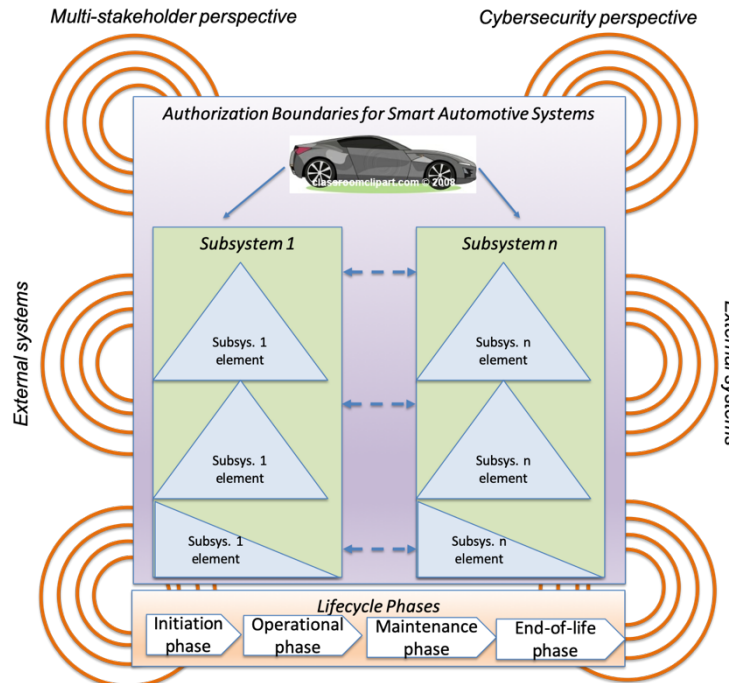 Multi-stakeholder perspective
Cybersecurity perspective
Authorization Boundaries for Smart Automotive Systems
classroomclipart.com © 2008
Subsystem 1
Subsystem n
Subsys. 1
element
Subsys. n
element
External systems
External systems
Subsys. 1
element
Subsys. n
element
Subsys. 1
element
Subsys. n
element
Lifecycle Phases
Initiation
phase
Operational
phase
Maintenance
phase
End-of-life
phase